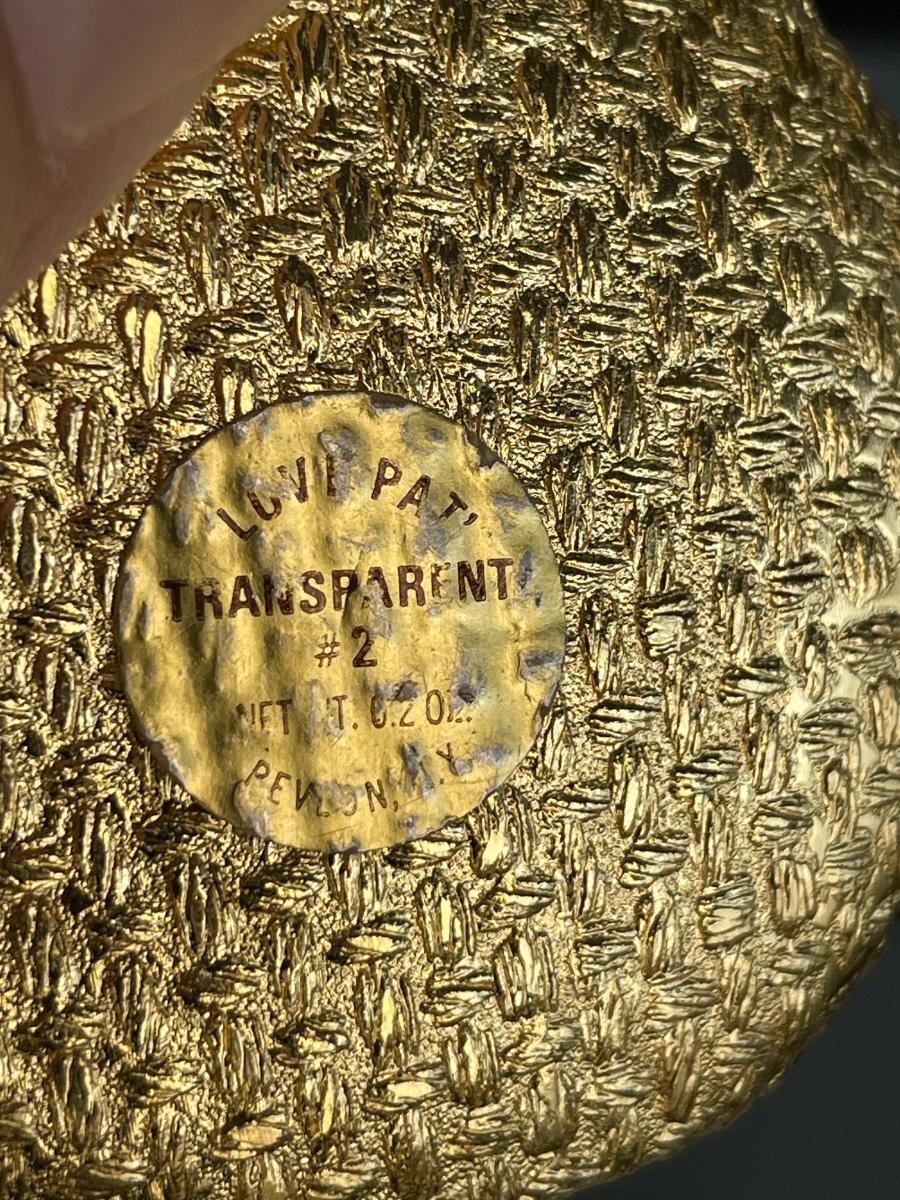 LOVE PAT'
TRANSPARENT
#2
NET WT. 0.2 OZ.
REVLON, N.Y.